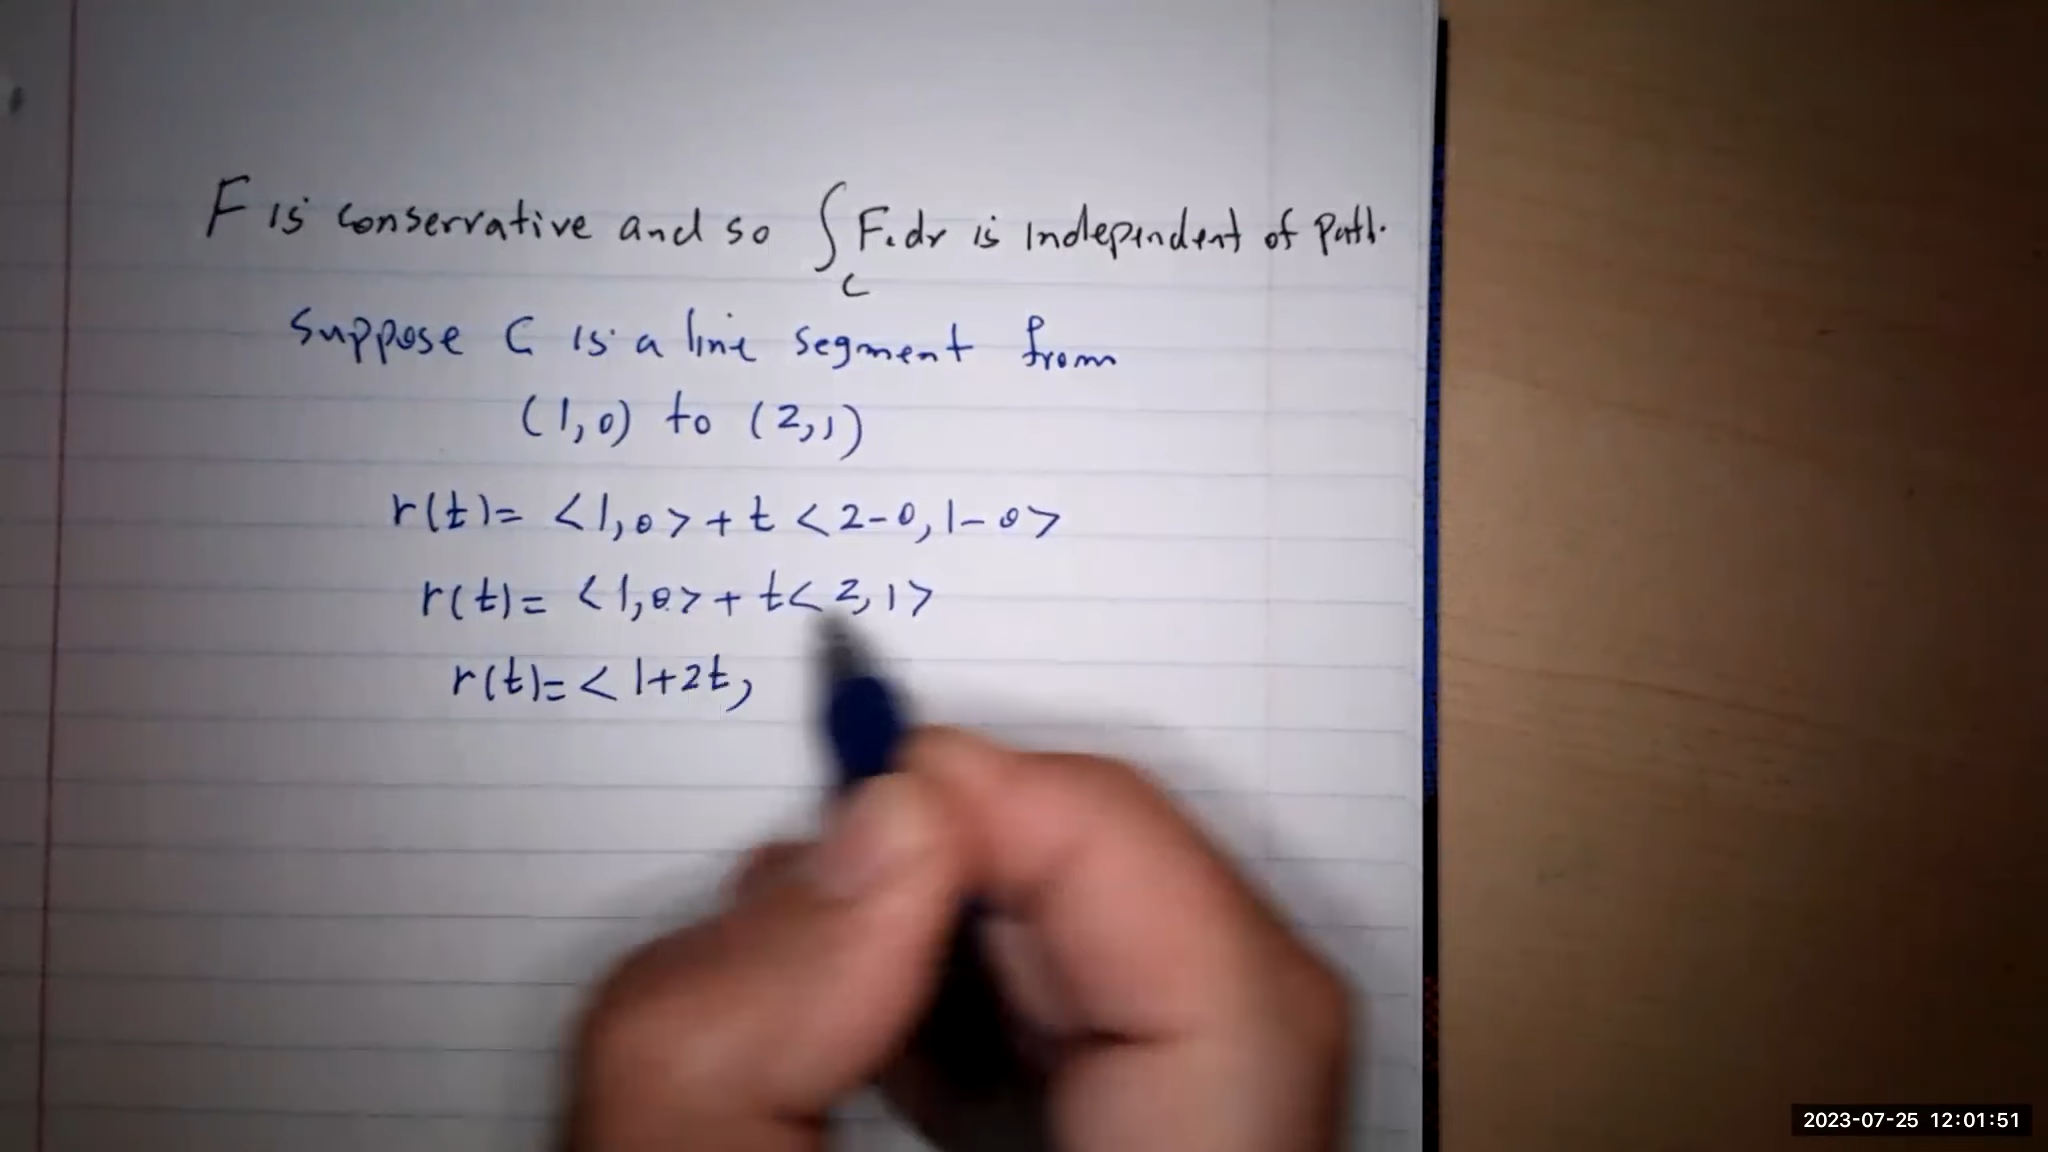 F is conservative and so ∫_C F.dr is independent of path.
Suppose C is a line segment from
(1,0) to (2,1)
r(t)= <1,0> + t <2-0,1-0>
r(t)= <1,0> + t<2,1>
r(t)= < 1+2t,
2023-07-25 12:01:51